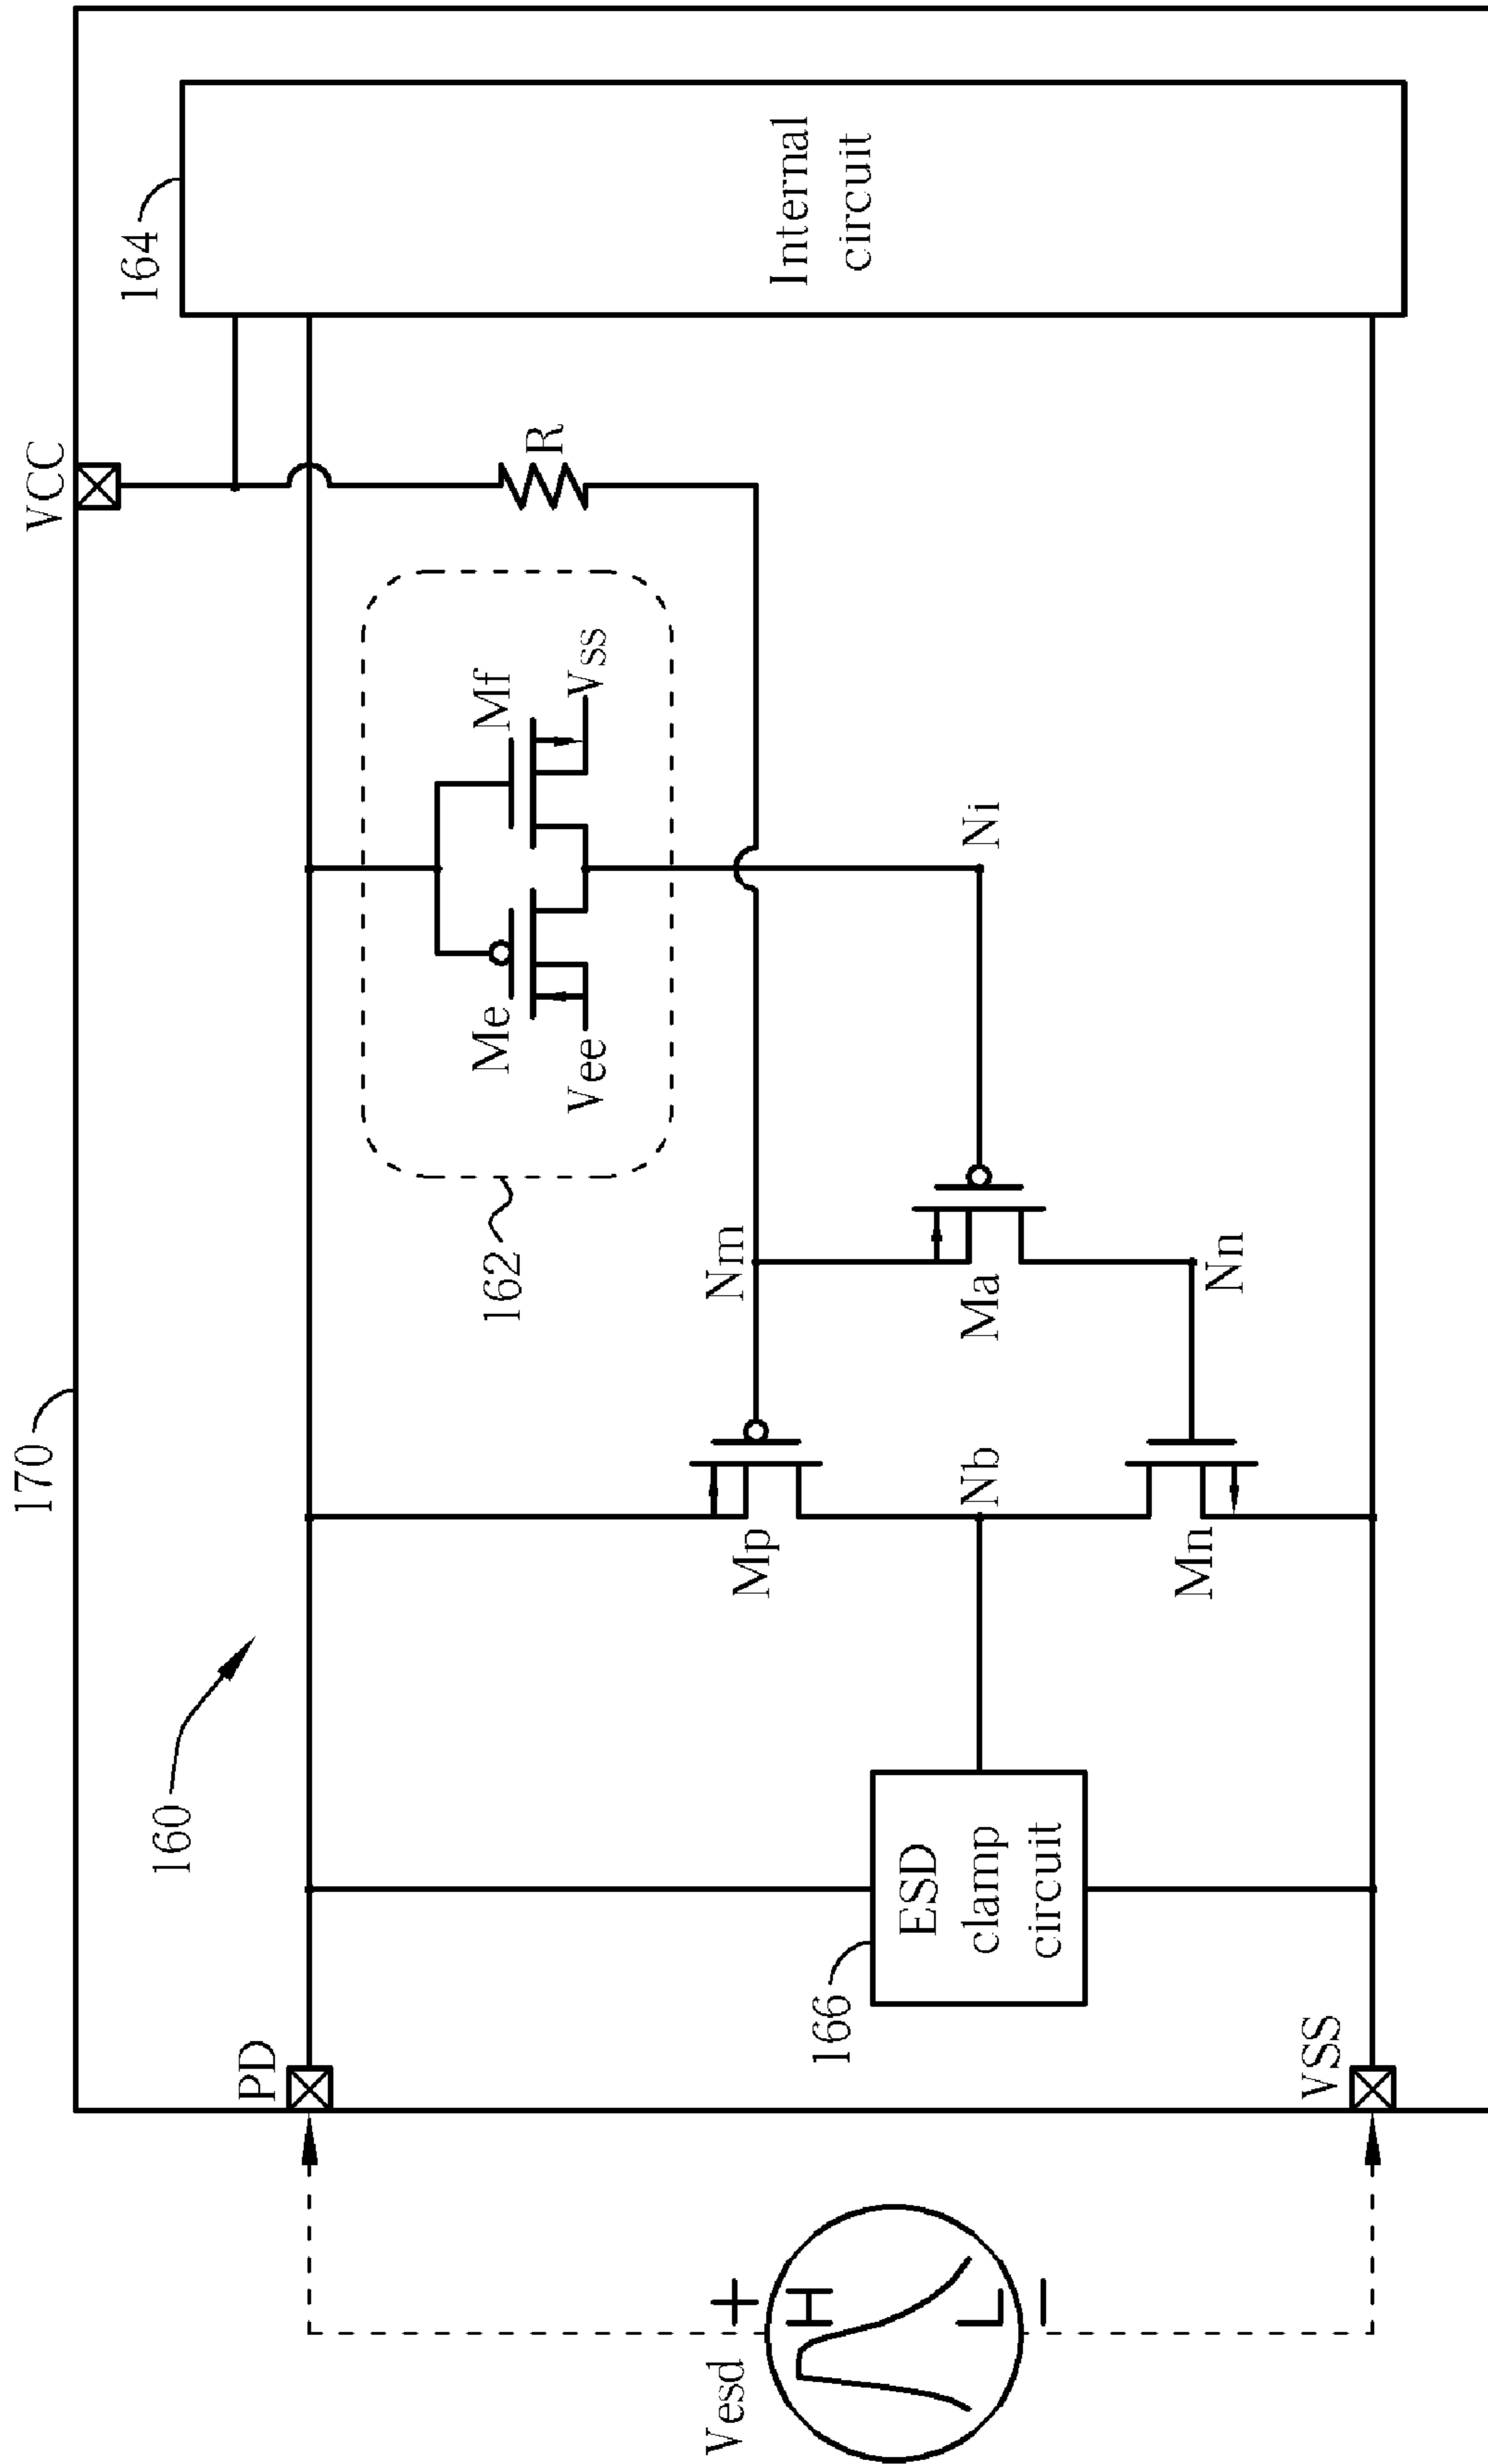 170
VCC
164
160
PD
162
Me
Mf
Vee
Vss
R
Internal
circuit
Vesd
+
H
L
−
Mp
Nm
Nb
Ma
Ni
166
ESD
clamp
circuit
Mn
Nn
VSS